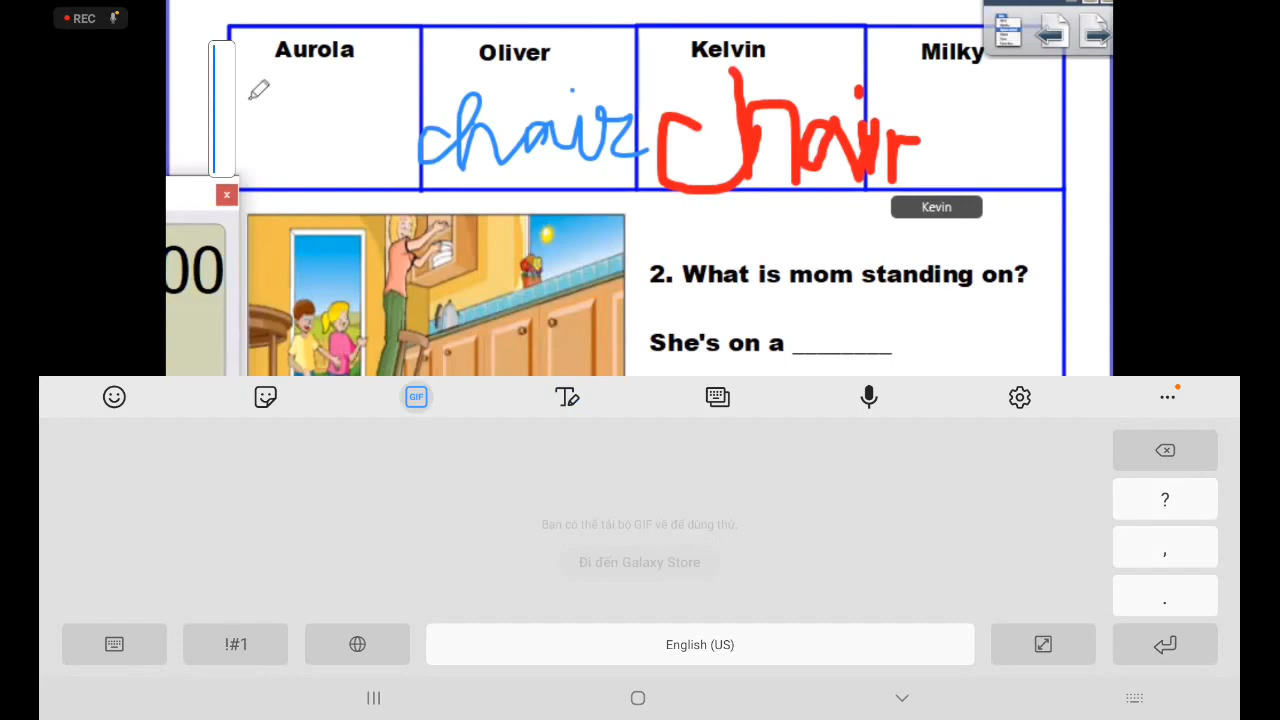 REC
Aurola Oliver Kelvin Milky
chair chair
Kevin
x
00
2. What is mom standing on?
She's on a ________
GIF
Bạn có thể tải bộ GIF về để dùng thử.
Đi đến Galaxy Store
?
,
.
!#1
English (US)